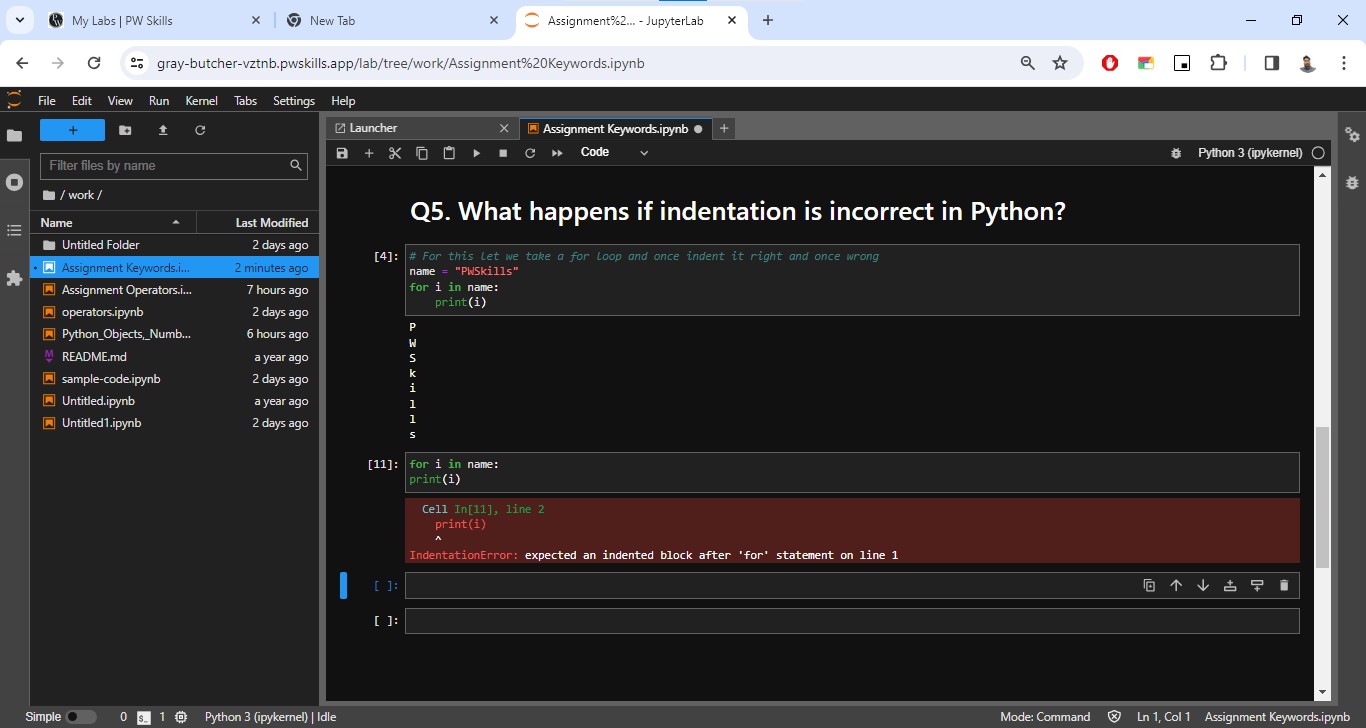 My Labs | PW Skills
New Tab
Assignment%2... - JupyterLab
gray-butcher-vztnb.pwskills.app/lab/tree/work/Assignment%20Keywords.ipynb
File Edit View Run Kernel Tabs Settings Help
Launcher
Assignment Keywords.ipynb
Filter files by name
Code
Python 3 (ipykernel)
/ work /
Name Last Modified
Untitled Folder 2 days ago
Assignment Keywords.i... 2 minutes ago
Assignment Operators.i... 7 hours ago
operators.ipynb 2 days ago
Python_Objects,_Numb... 6 hours ago
README.md a year ago
sample-code.ipynb 2 days ago
Untitled.ipynb a year ago
Untitled1.ipynb 2 days ago
Q5. What happens if indentation is incorrect in Python?
[4]: # For this let we take a for loop and once indent it right and once wrong
name = "PWSkills"
for i in name:
    print(i)
P
W
S
k
i
l
l
s
[11]: for i in name:
print(i)
Cell In[11], line 2
    print(i)
    ^
IndentationError: expected an indented block after 'for' statement on line 1
[ ]:
[ ]:
Simple 0 1 Python 3 (ipykernel) | Idle
Mode: Command Ln 1, Col 1 Assignment Keywords.ipynb